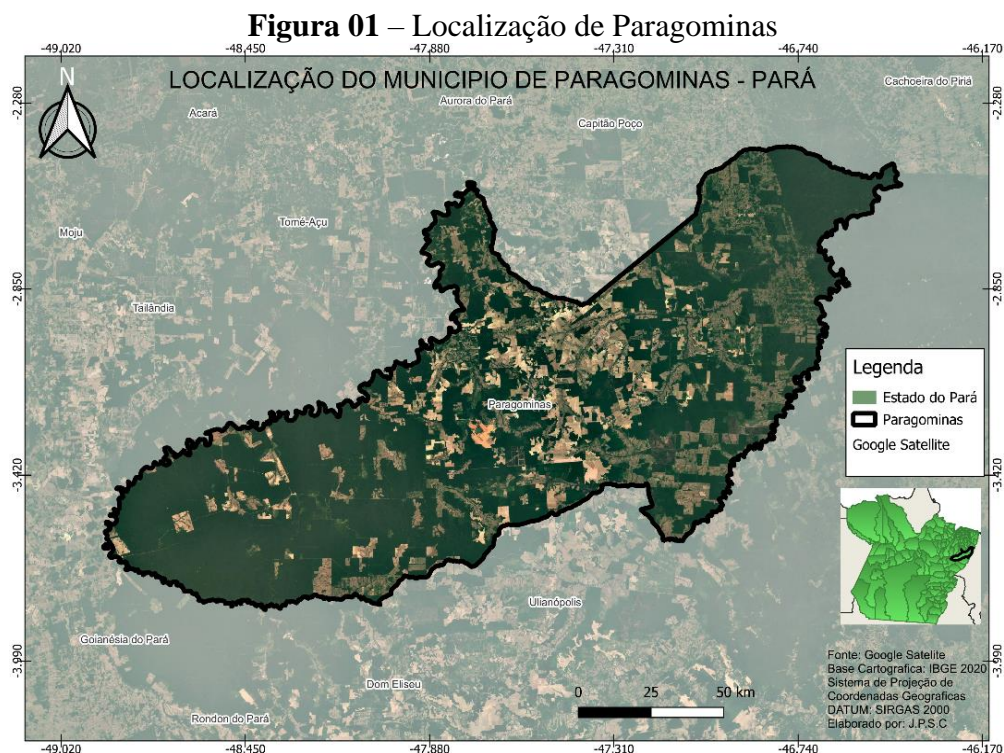 Figura 01 – Localização de Paragominas
-49.020 -48.450 -47.880 -47.310 -46.740 -46.170
LOCALIZAÇÃO DO MUNICIPIO DE PARAGOMINAS - PARÁ
N
Cachoeira do Piriá
Aurora do Pará
Acará
Capitão Poço
-2.280 -2.280
Tomé-Açu
Moju
-2.850 -2.850
Tailândia
Legenda
Estado do Pará
Paragominas
Google Satellite
Paragominas
-3.420 -3.420
Ulianópolis
Goianésia do Pará
-3.990 -3.990
Dom Eliseu
Rondon do Pará
0 25 50 km
Fonte: Google Satelite
Base Cartografica: IBGE 2020
Sistema de Projeção de
Coordenadas Geograficas
DATUM: SIRGAS 2000
Elaborado por: J.P.S.C
-49.020 -48.450 -47.880 -47.310 -46.740 -46.170